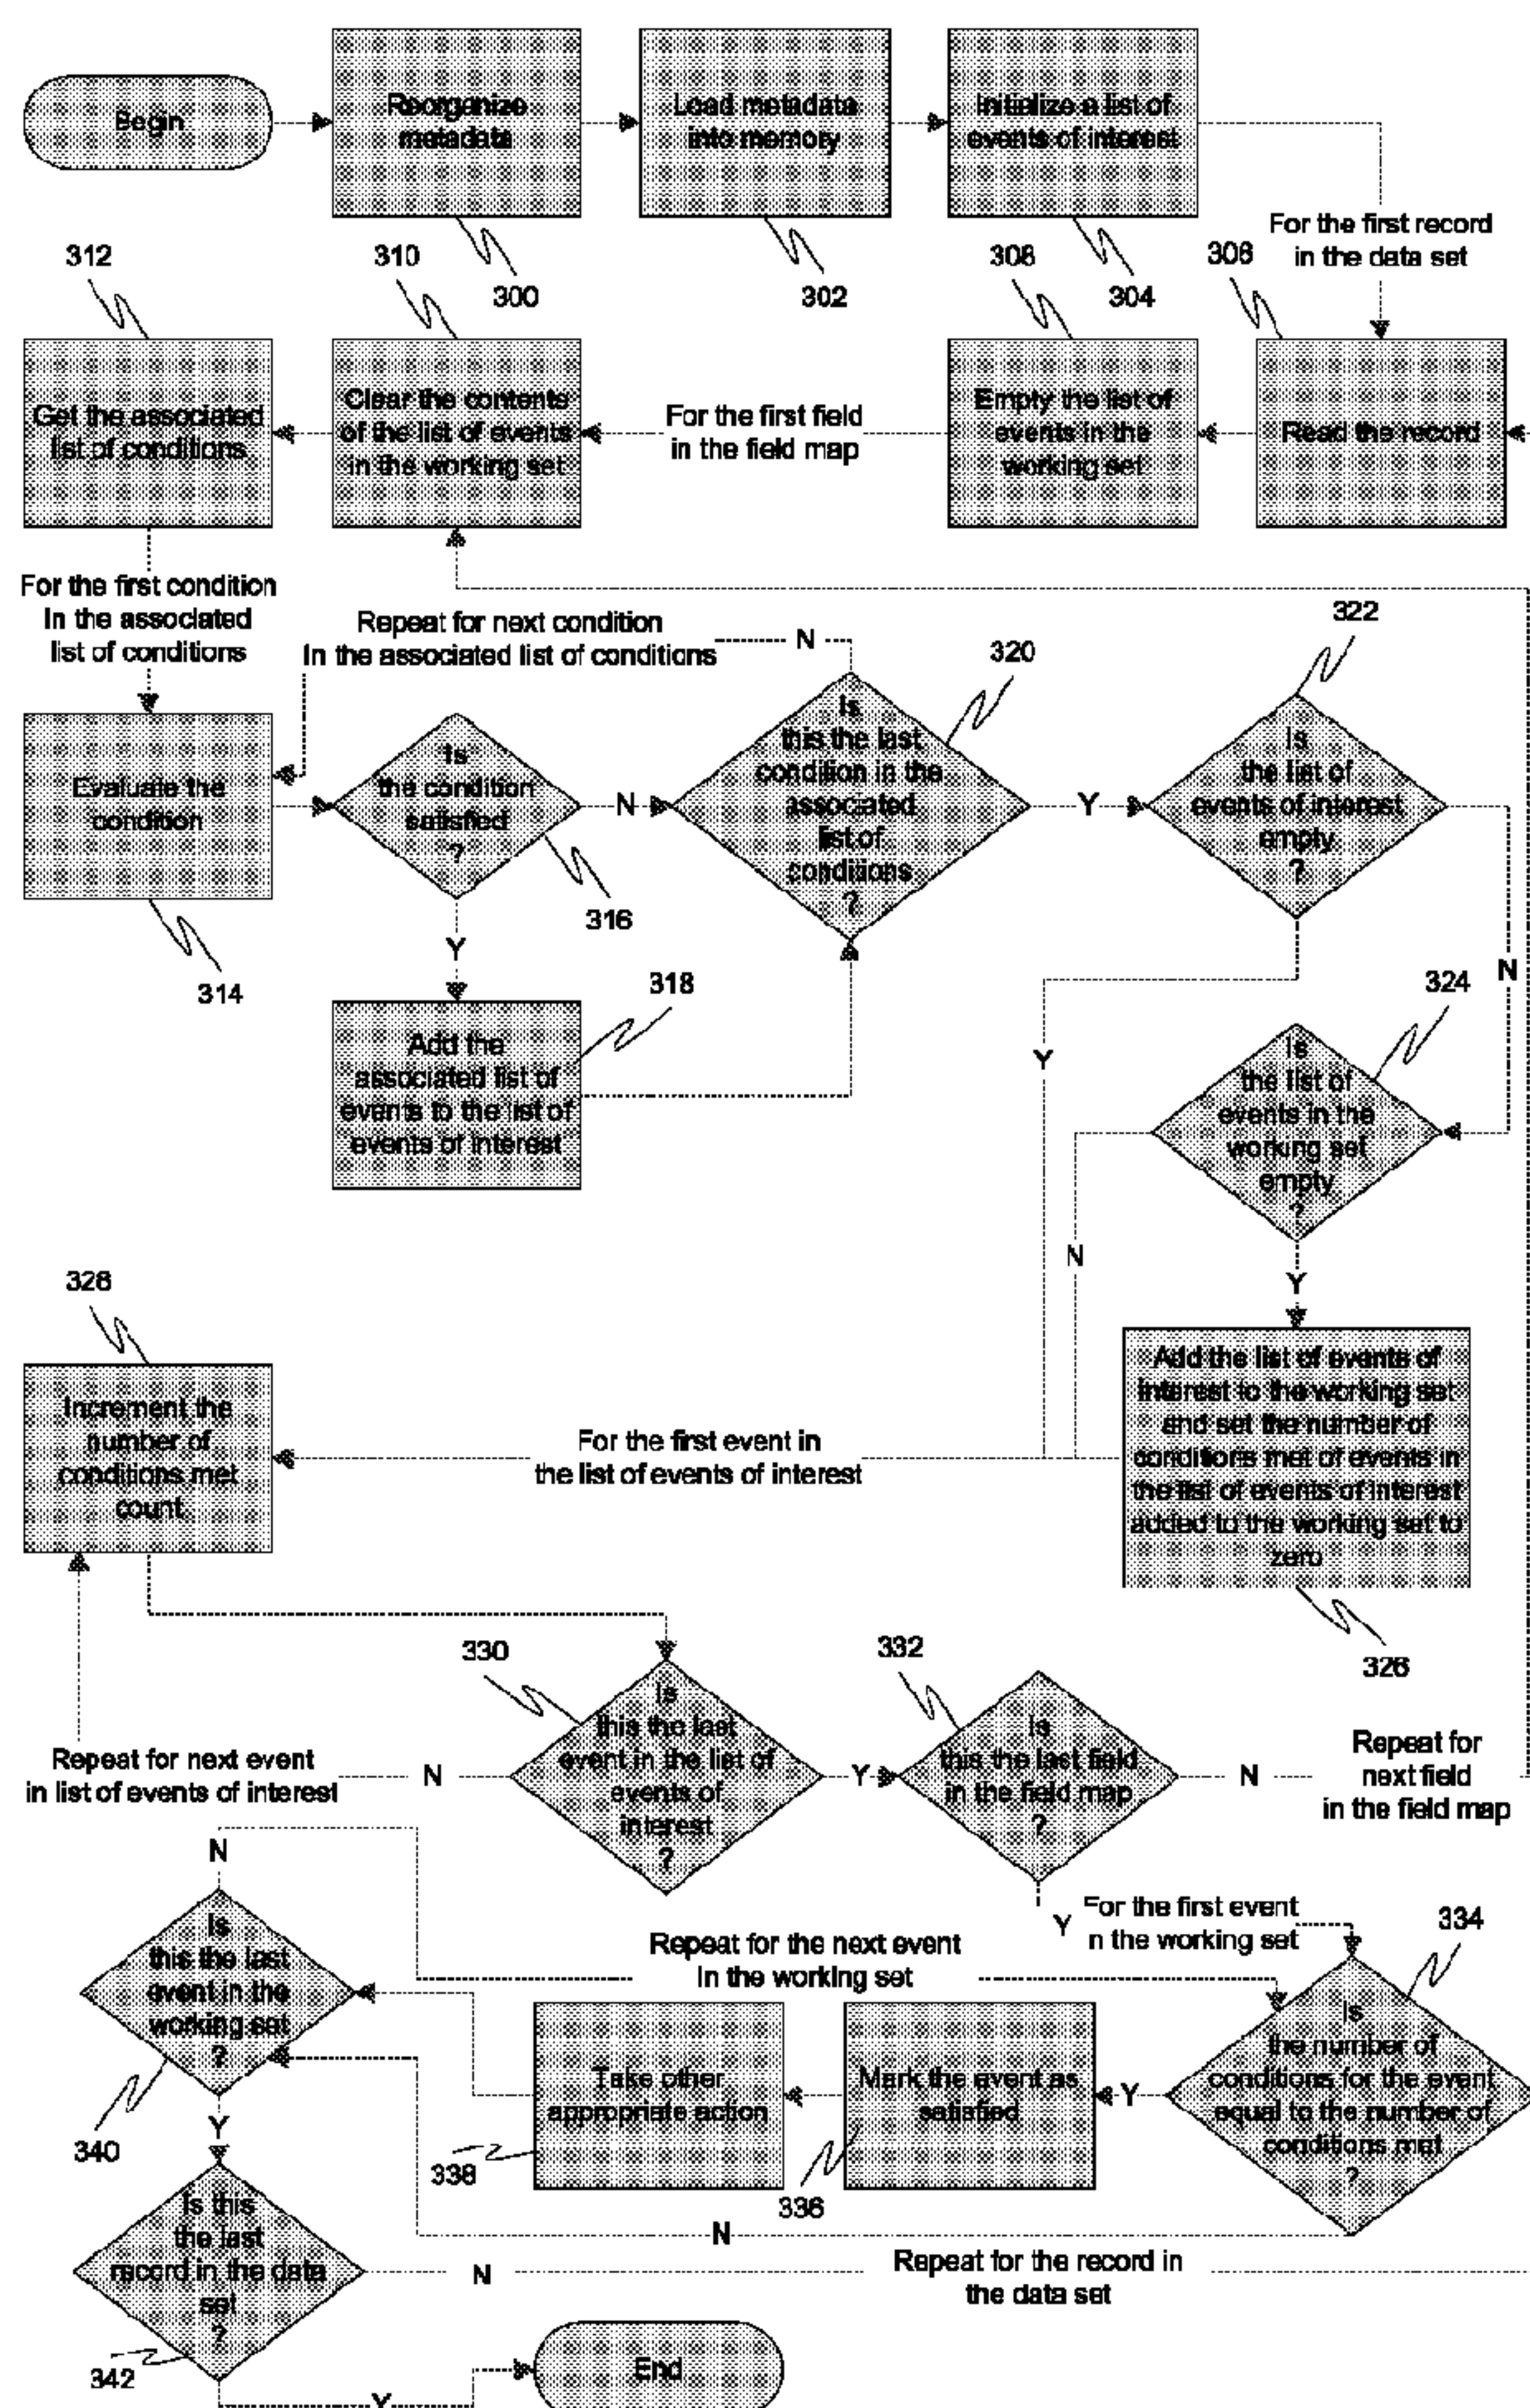 Begin
Reorganize
metadata
Load metadata
into memory
Initialize a list of
events of interest
300
302
304
For the first record
in the data set
312
310
308
306
Get the associated
list of conditions
Clear the contents
of the list of events
in the working set
For the first field
in the field map
Empty the list of
events in the
working set
Read the record
For the first condition
In the associated
list of conditions
Repeat for next condition
In the associated list of conditions
N
320
322
Evaluate the
condition
314
Is
the condition
satisfied
?
316
N
Is
this the last
condition in the
associated
list of
conditions
?
Y
Is
the list of
events of interest
empty
?
N
Y
318
Add the
associated list of
events to the list of
events of interest
Y
324
Is
the list of
events in the
working set
empty
?
N
Y
328
Increment the
number of
conditions met
count
For the first event in
the list of events of interest
Add the list of events of
interest to the working set
and set the number of
conditions met of events in
the list of events of interest
added to the working set to
zero
326
330
332
Repeat for next event
in list of events of interest
N
Is
this the last
event in the list of
events of
interest
?
Y
Is
this the last field
in the field map
?
N
Repeat for
next field
in the field map
N
Is
this the last
event in the
working set
?
340
Repeat for the next event
In the working set
Y
For the first event
n the working set
334
Is
the number of
conditions for the event
equal to the number of
conditions met
?
Y
Mark the event as
satisfied
336
Take other
appropriate action
338
N
Y
Is this
the last
record in the data
set
?
342
N
Repeat for the record in
the data set
Y
End